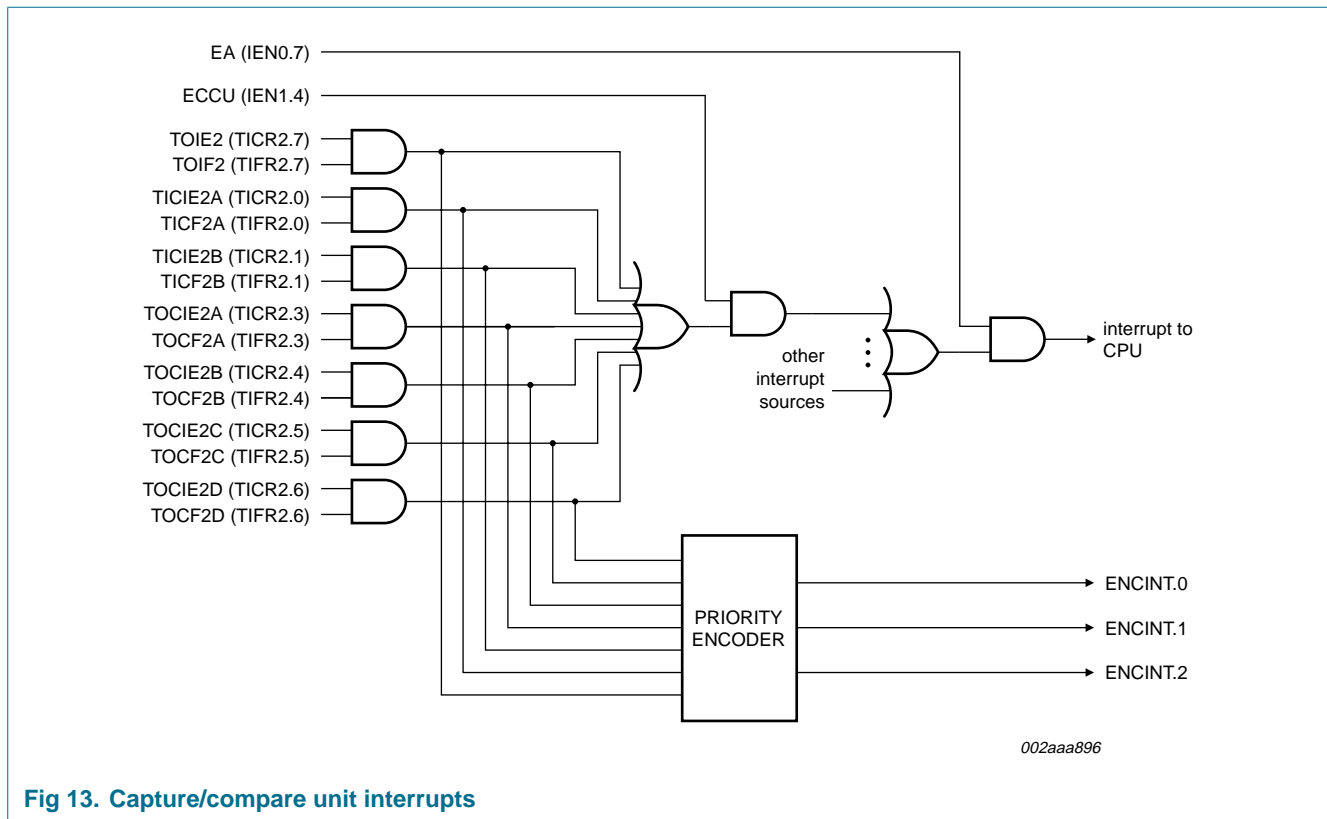 EA (IEN0.7)
ECCU (IEN1.4)
TOIE2 (TICR2.7)
TOIF2 (TIFR2.7)
TICIE2A (TICR2.0)
TICF2A (TIFR2.0)
TICIE2B (TICR2.1)
TICF2B (TIFR2.1)
TOCIE2A (TICR2.3)
TOCF2A (TIFR2.3)
TOCIE2B (TICR2.4)
TOCF2B (TIFR2.4)
TOCIE2C (TICR2.5)
TOCF2C (TIFR2.5)
TOCIE2D (TICR2.6)
TOCF2D (TIFR2.6)
other
interrupt
sources
interrupt to
CPU
PRIORITY
ENCODER
ENCINT.0
ENCINT.1
ENCINT.2
002aaa896
Fig 13. Capture/compare unit interrupts